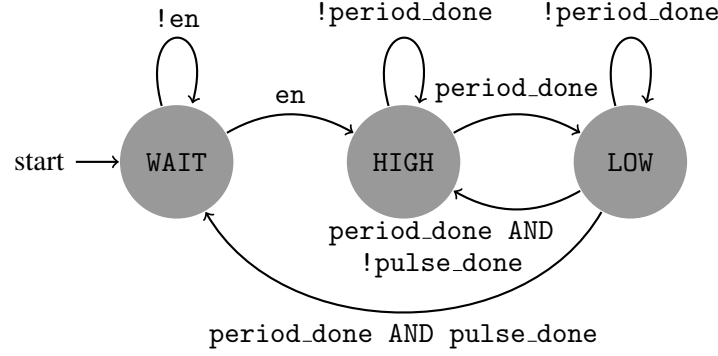 !en
!period_done
!period_done
en
period_done
start
WAIT
HIGH
LOW
period_done AND
!pulse_done
period_done AND pulse_done